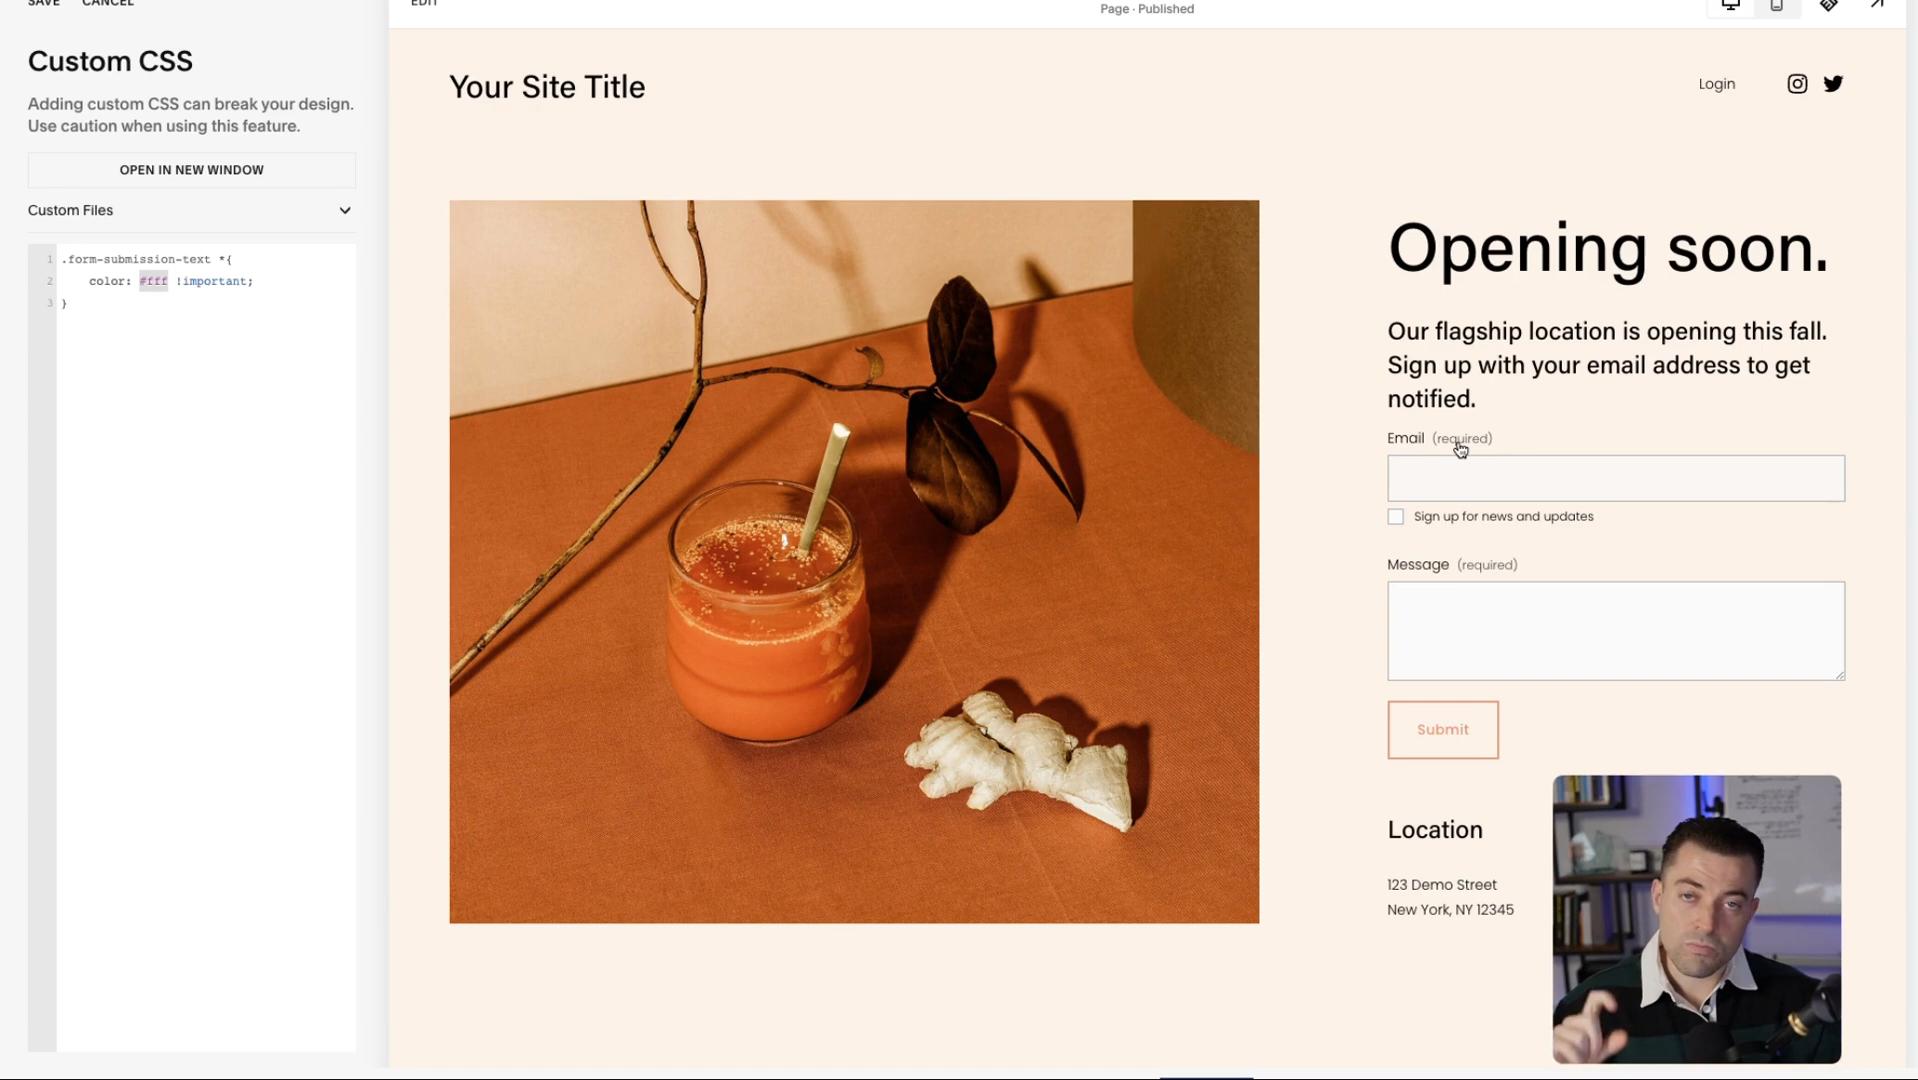 SAVE CANCEL
EDIT
Page · Published
Custom CSS
Adding custom CSS can break your design.
Use caution when using this feature.
OPEN IN NEW WINDOW
Custom Files
1 .form-submission-text *{
2 color: #fff !important;
3 }
Your Site Title
Login
Opening soon.
Our flagship location is opening this fall.
Sign up with your email address to get
notified.
Email (required)
Sign up for news and updates
Message (required)
Submit
Location
123 Demo Street
New York, NY 12345